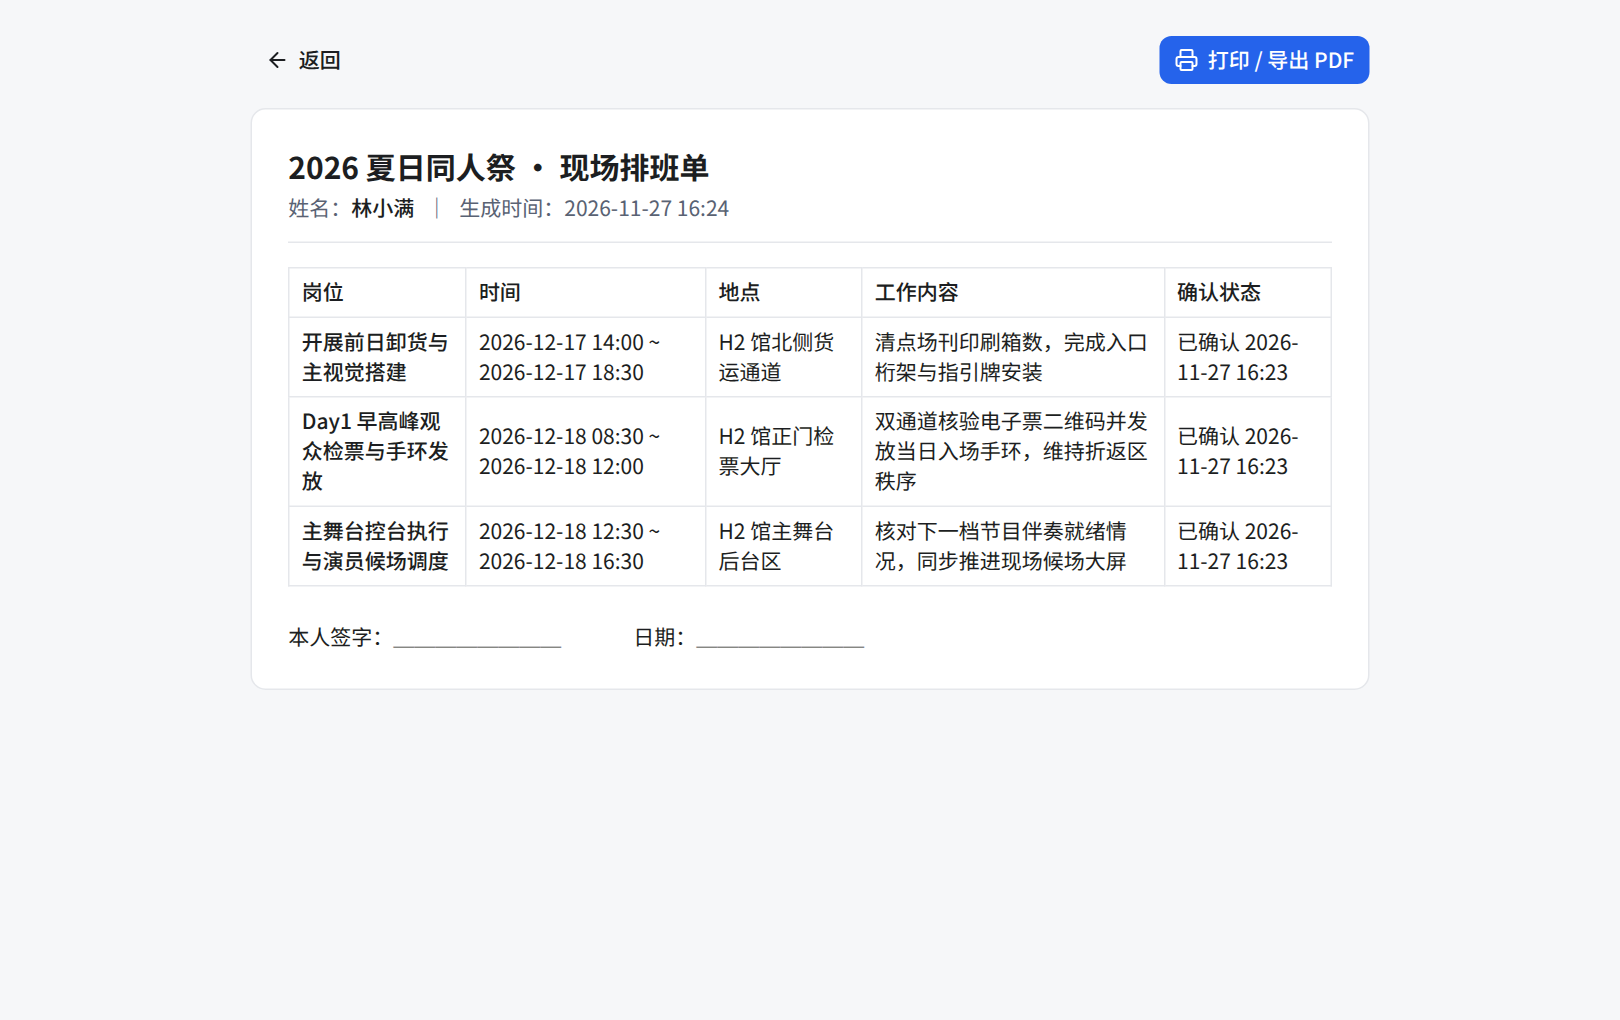 返回
打印 / 导出 PDF
2026 夏日同人祭 · 现场排班单
姓名：林小满 | 生成时间：2026-11-27 16:24
岗位 时间 地点 工作内容 确认状态
开展前日卸货与
主视觉搭建
2026-12-17 14:00 ~
2026-12-17 18:30
H2 馆北侧货
运通道
清点场刊印刷箱数，完成入口
桁架与指引牌安装
已确认 2026-
11-27 16:23
Day1 早高峰观
众检票与手环发
放
2026-12-18 08:30 ~
2026-12-18 12:00
H2 馆正门检
票大厅
双通道核验电子票二维码并发
放当日入场手环，维持折返区
秩序
已确认 2026-
11-27 16:23
主舞台控台执行
与演员候场调度
2026-12-18 12:30 ~
2026-12-18 16:30
H2 馆主舞台
后台区
核对下一档节目伴奏就绪情
况，同步推进现场候场大屏
已确认 2026-
11-27 16:23
本人签字：________________ 日期：________________